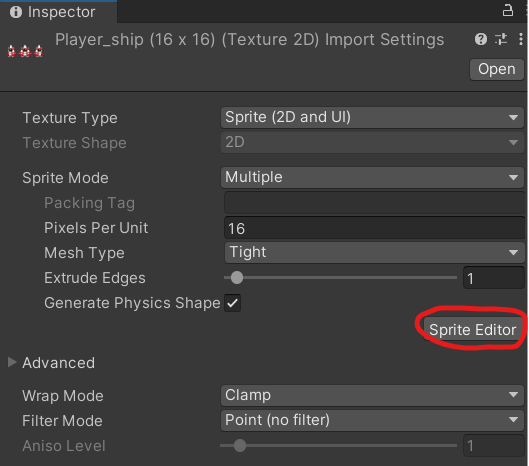 Inspector
Player_ship (16 x 16) (Texture 2D) Import Settings
Open
Texture Type Sprite (2D and UI)
Texture Shape 2D
Sprite Mode Multiple
Packing Tag
Pixels Per Unit 16
Mesh Type Tight
Extrude Edges 1
Generate Physics Shape
Sprite Editor
Advanced
Wrap Mode Clamp
Filter Mode Point (no filter)
Aniso Level 1